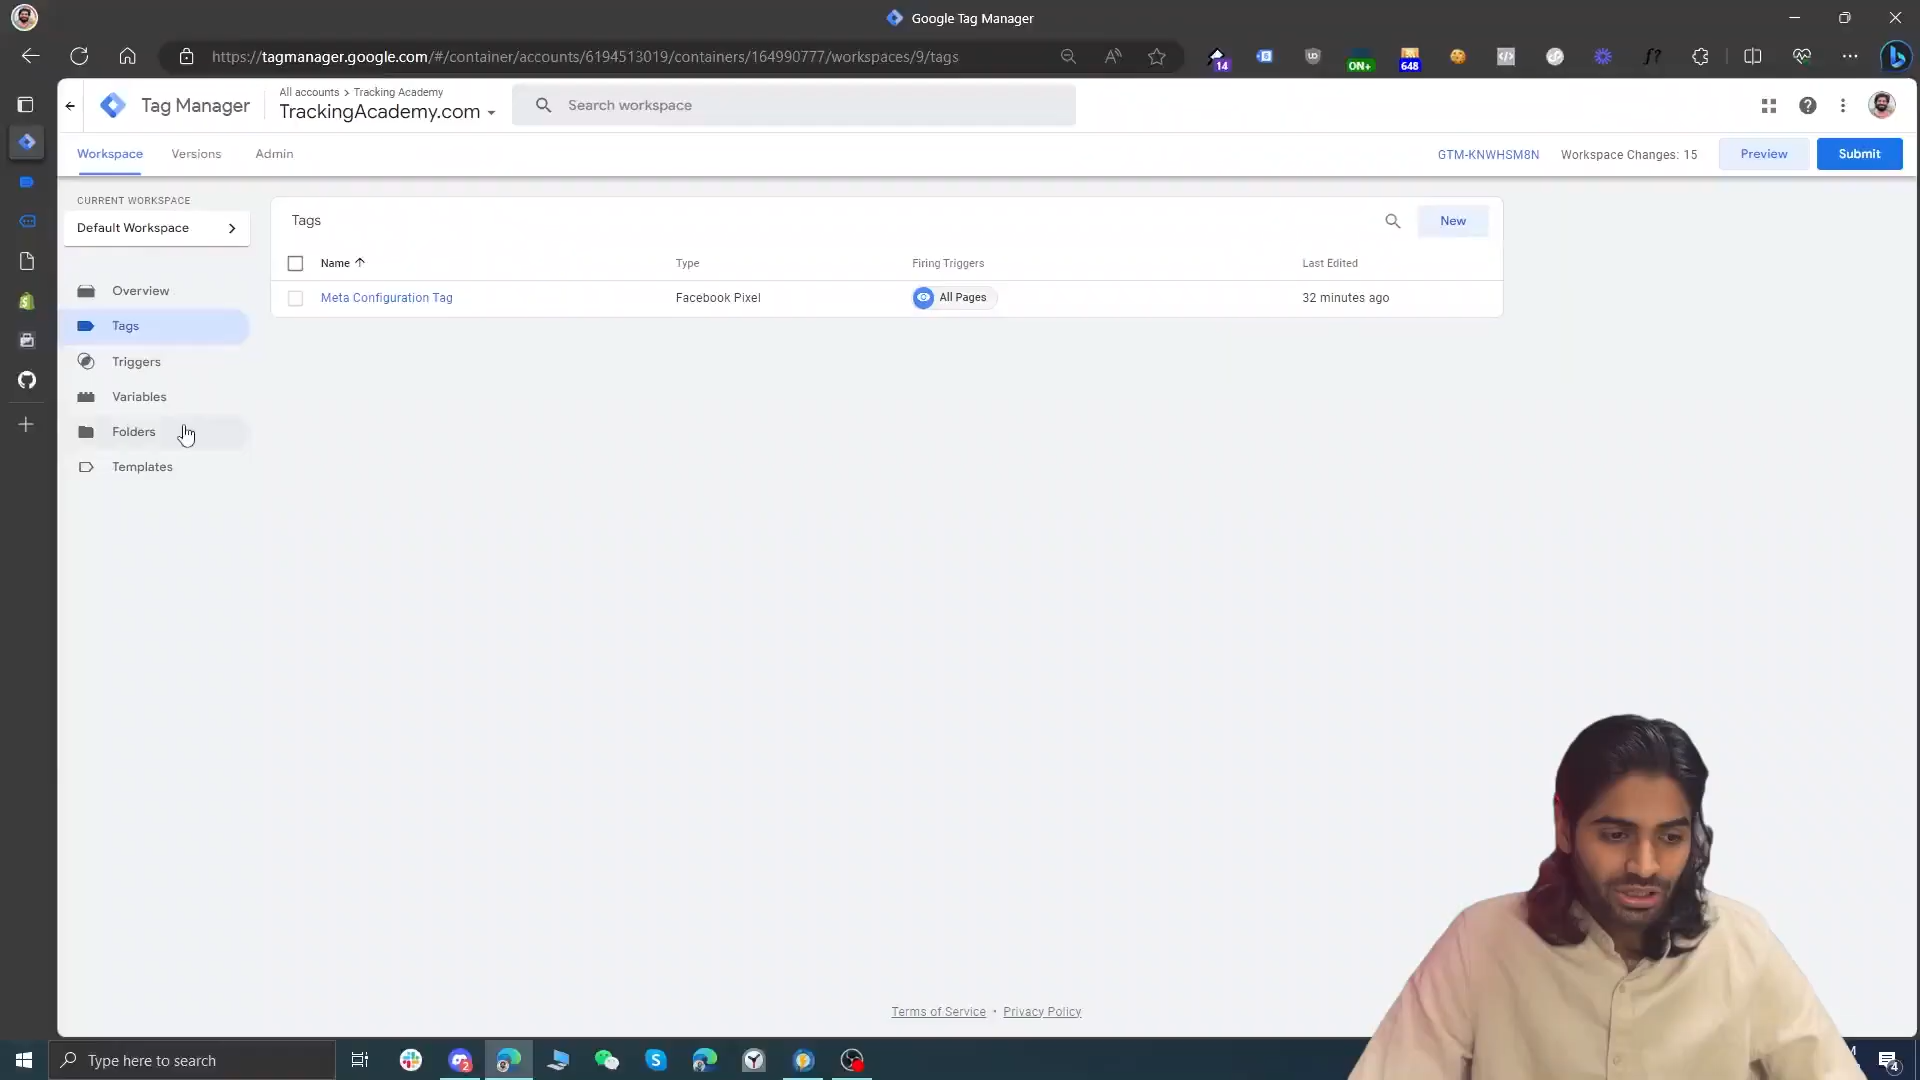 Google Tag Manager
https://tagmanager.google.com/#/container/accounts/6194513019/containers/164990777/workspaces/9/tags
14
ON+
648
f?
Tag Manager
All accounts > Tracking Academy
TrackingAcademy.com
Search workspace
Workspace
Versions
Admin
GTM-KNWHSM8N
Workspace Changes: 15
Preview
Submit
CURRENT WORKSPACE
Default Workspace
Overview
Tags
Triggers
Variables
Folders
Templates
Tags
New
Name
Type
Firing Triggers
Last Edited
Meta Configuration Tag
Facebook Pixel
All Pages
32 minutes ago
Terms of Service • Privacy Policy
Type here to search
2
4